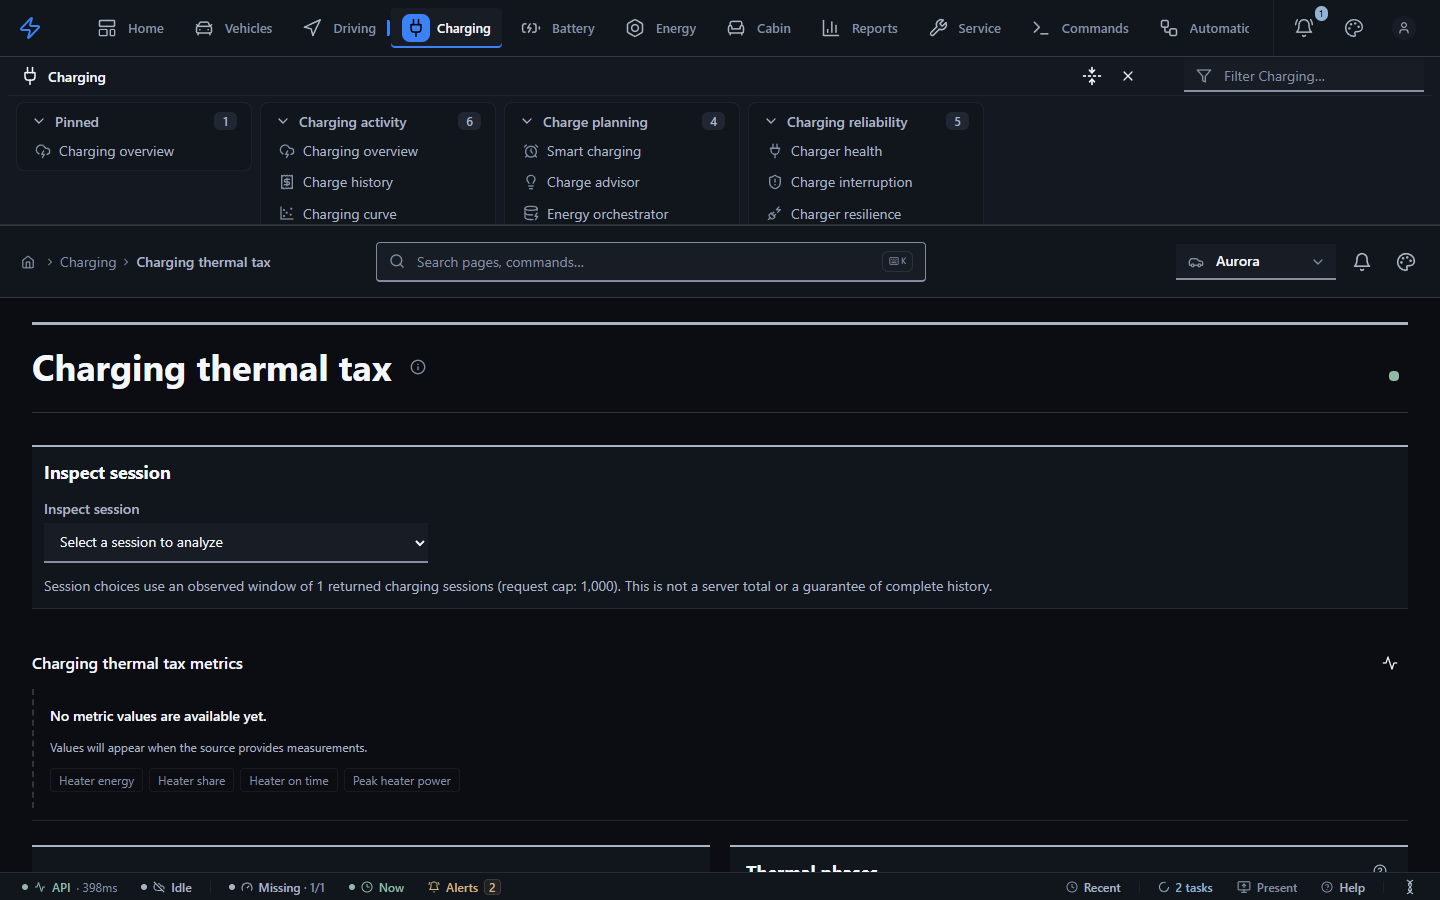 Home Vehicles Driving Charging Battery Energy Cabin Reports Service Commands Automatic 1
Charging Filter Charging...
Pinned 1
Charging overview
Charging activity 6
Charging overview
Charge history
Charging curve
Charge planning 4
Smart charging
Charge advisor
Energy orchestrator
Charging reliability 5
Charger health
Charge interruption
Charger resilience
Charging Charging thermal tax Search pages, commands... K Aurora
Charging thermal tax
Inspect session
Inspect session
Select a session to analyze
Session choices use an observed window of 1 returned charging sessions (request cap: 1,000). This is not a server total or a guarantee of complete history.
Charging thermal tax metrics
No metric values are available yet.
Values will appear when the source provides measurements.
Heater energy Heater share Heater on time Peak heater power
Thermal phases
API · 398ms Idle Missing · 1/1 Now Alerts 2 Recent 2 tasks Present Help